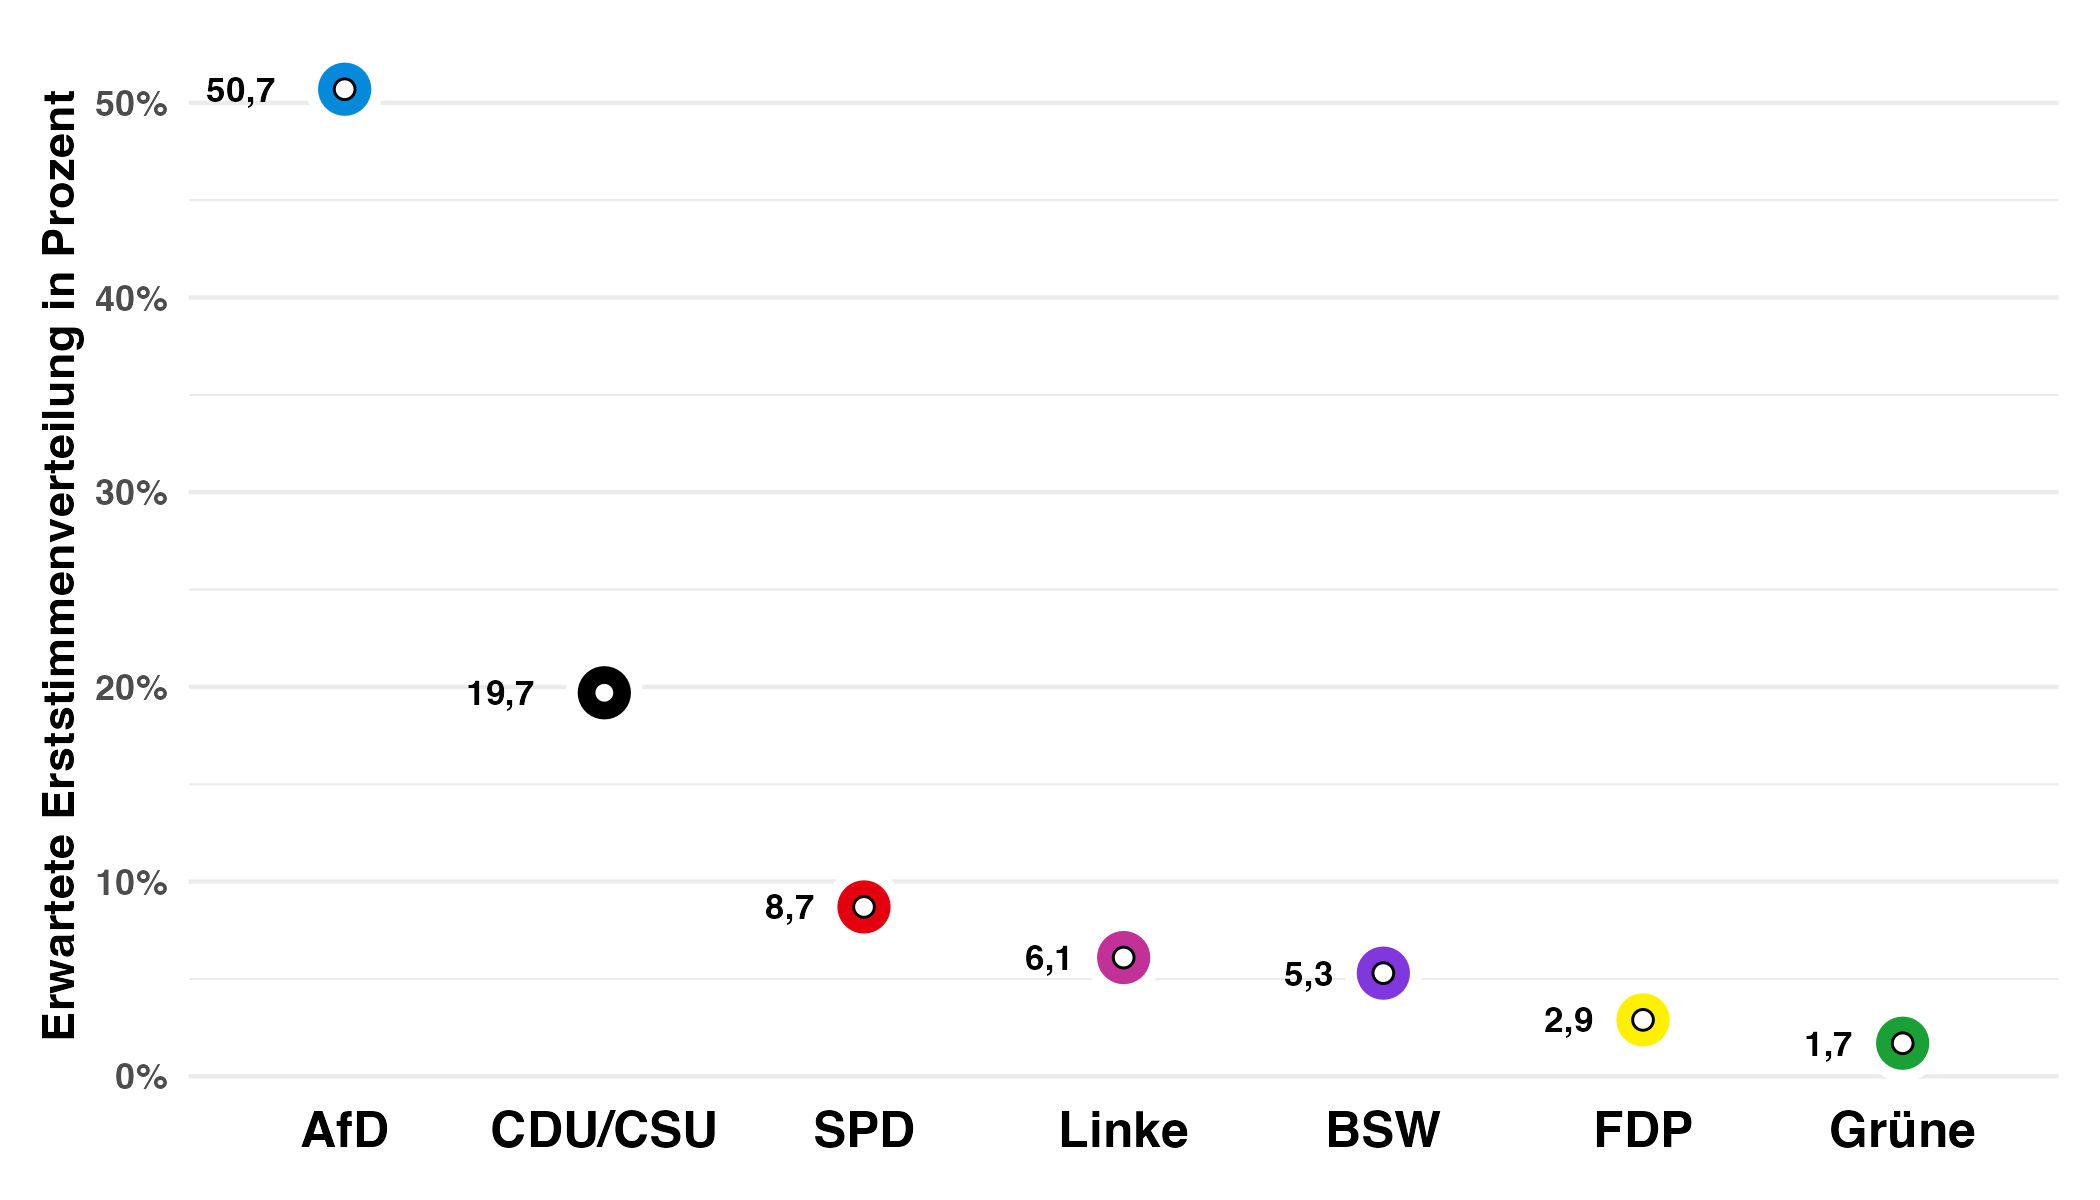 Erwartete Erststimmenverteilung in Prozent
50%
40%
30%
20%
10%
0%
50,7
19,7
8,7
6,1
5,3
2,9
1,7
AfD
CDU/CSU
SPD
Linke
BSW
FDP
Grüne